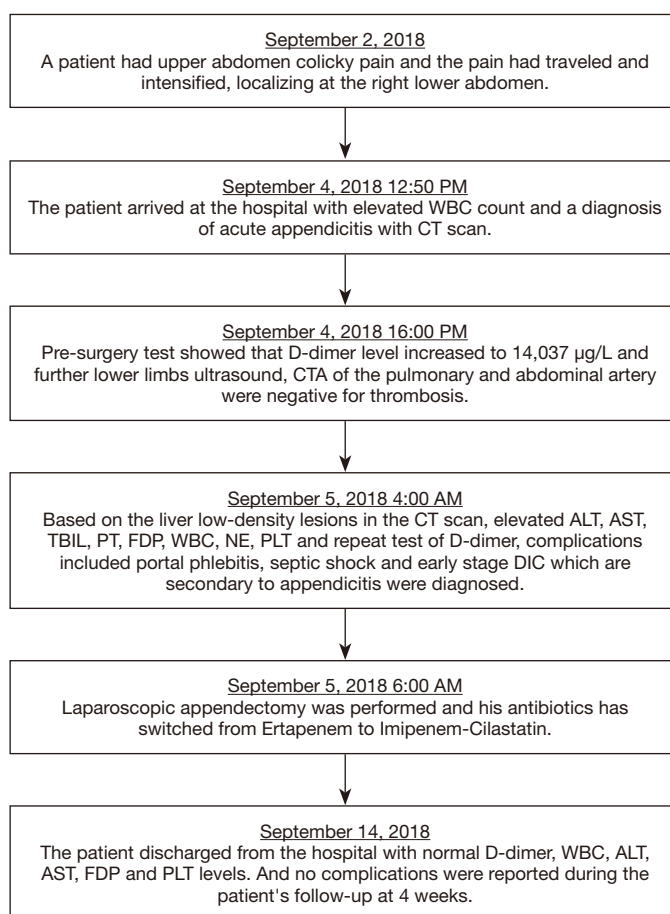 September 2, 2018
A patient had upper abdomen colicky pain and the pain had traveled and
intensified, localizing at the right lower abdomen.
September 4, 2018 12:50 PM
The patient arrived at the hospital with elevated WBC count and a diagnosis
of acute appendicitis with CT scan.
September 4, 2018 16:00 PM
Pre-surgery test showed that D-dimer level increased to 14,037 µg/L and
further lower limbs ultrasound, CTA of the pulmonary and abdominal artery
were negative for thrombosis.
September 5, 2018 4:00 AM
Based on the liver low-density lesions in the CT scan, elevated ALT, AST,
TBIL, PT, FDP, WBC, NE, PLT and repeat test of D-dimer, complications
included portal phlebitis, septic shock and early stage DIC which are
secondary to appendicitis were diagnosed.
September 5, 2018 6:00 AM
Laparoscopic appendectomy was performed and his antibiotics has
switched from Ertapenem to Imipenem-Cilastatin.
September 14, 2018
The patient discharged from the hospital with normal D-dimer, WBC, ALT,
AST, FDP and PLT levels. And no complications were reported during the
patient's follow-up at 4 weeks.